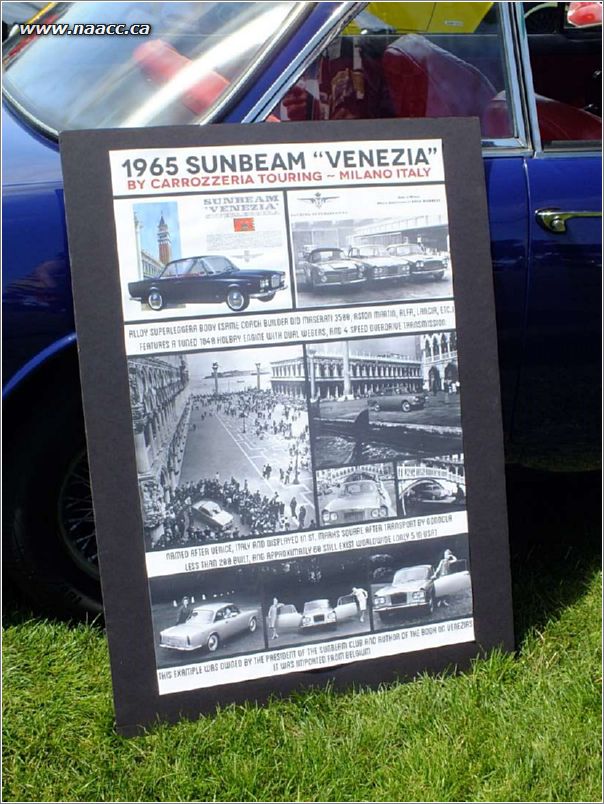 www.naacc.ca
1965 SUNBEAM “VENEZIA”
BY CARROZZERIA TOURING ~ MILANO ITALY
SUNBEAM
"VENEZIA"
SUPERLEGGERA
ALLOY SUPERLEGGERA BODY (SAME COACH BUILDER DID MASERATI 3500, ASTON MARTIN, ALFA, LANCIA, ETC.)
FEATURES A TUNED 1640 HOLBAY ENGINE WITH DUAL WEBERS, AND 4 SPEED OVERDRIVE TRANSMISSION.
NAMED AFTER VENICE, ITALY AND DISPLAYED IN ST. MARKS SQUARE AFTER TRANSPORT BY GONDOLA
LESS THAN 200 BUILT, AND APPROXIMATLY 60 STILL EXIST WORLDWIDE (ONLY 5 IN USA)
THIS EXAMPLE WAS OWNED BY THE PRESIDENT OF THE SUNBEAM CLUB AND AUTHOR OF THE BOOK ON VENEZIAS
IT WAS IMPORTED FROM BELGIUM